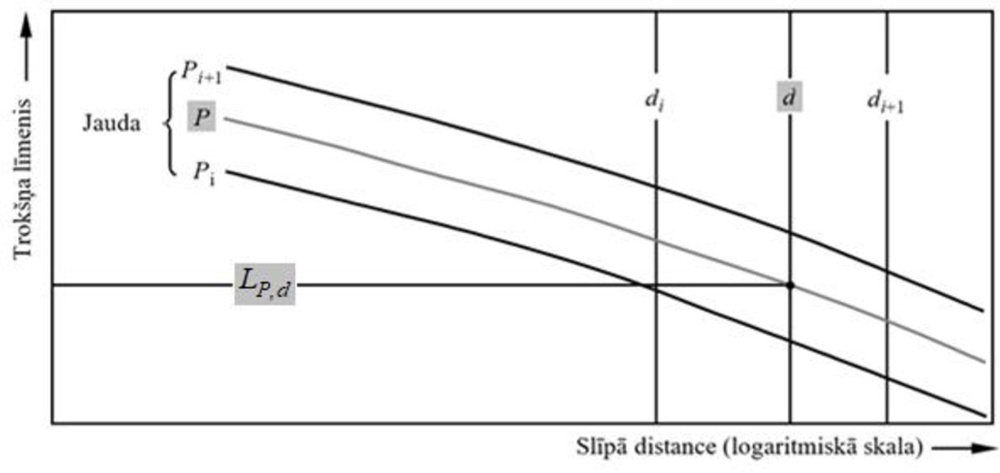 Trokšņa līmenis
Jauda
P_{i+1}
P
P_i
d_i
d
d_{i+1}
L_{P,d}
Slīpā distance (logaritmiskā skala)